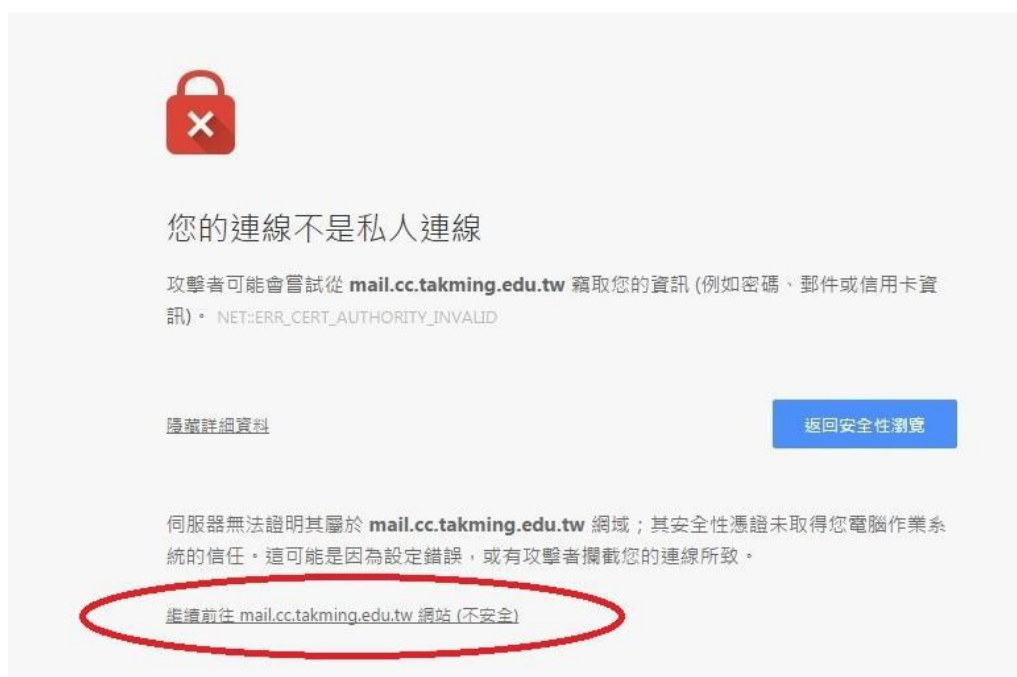 您的連線不是私人連線
攻擊者可能會嘗試從 mail.cc.takming.edu.tw 竊取您的資訊 (例如密碼、郵件或信用卡資
訊)。 NET::ERR_CERT_AUTHORITY_INVALID
隱藏詳細資料
返回安全性瀏覽
伺服器無法證明其屬於 mail.cc.takming.edu.tw 網域；其安全性憑證未取得您電腦作業系
統的信任。這可能是因為設定錯誤，或有攻擊者攔截您的連線所致。
繼續前往 mail.cc.takming.edu.tw 網站 (不安全)